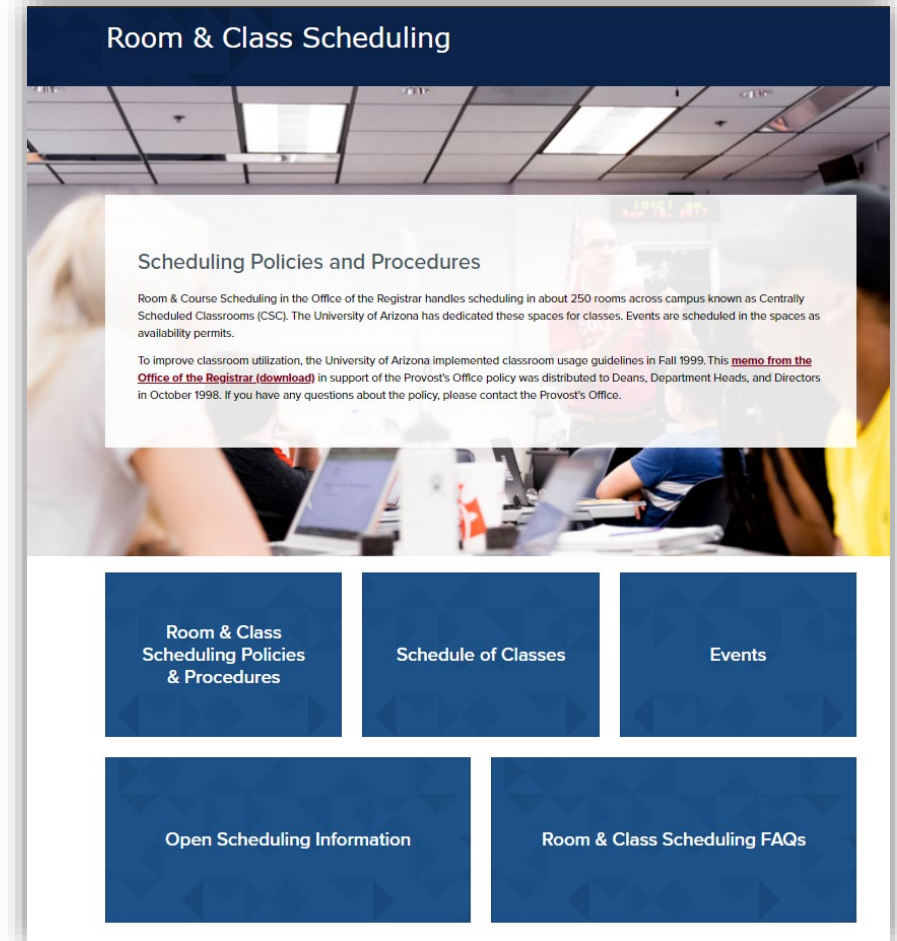 Room & Class Scheduling
10:21 am
Scheduling Policies and Procedures
Room & Course Scheduling in the Office of the Registrar handles scheduling in about 250 rooms across campus known as Centrally
Scheduled Classrooms (CSC). The University of Arizona has dedicated these spaces for classes. Events are scheduled in the spaces as
availability permits.
To improve classroom utilization, the University of Arizona implemented classroom usage guidelines in Fall 1999. This memo from the
Office of the Registrar (download) in support of the Provost's Office policy was distributed to Deans, Department Heads, and Directors
in October 1998. If you have any questions about the policy, please contact the Provost's Office.
Room & Class
Scheduling Policies
& Procedures
Schedule of Classes
Events
Open Scheduling Information
Room & Class Scheduling FAQs